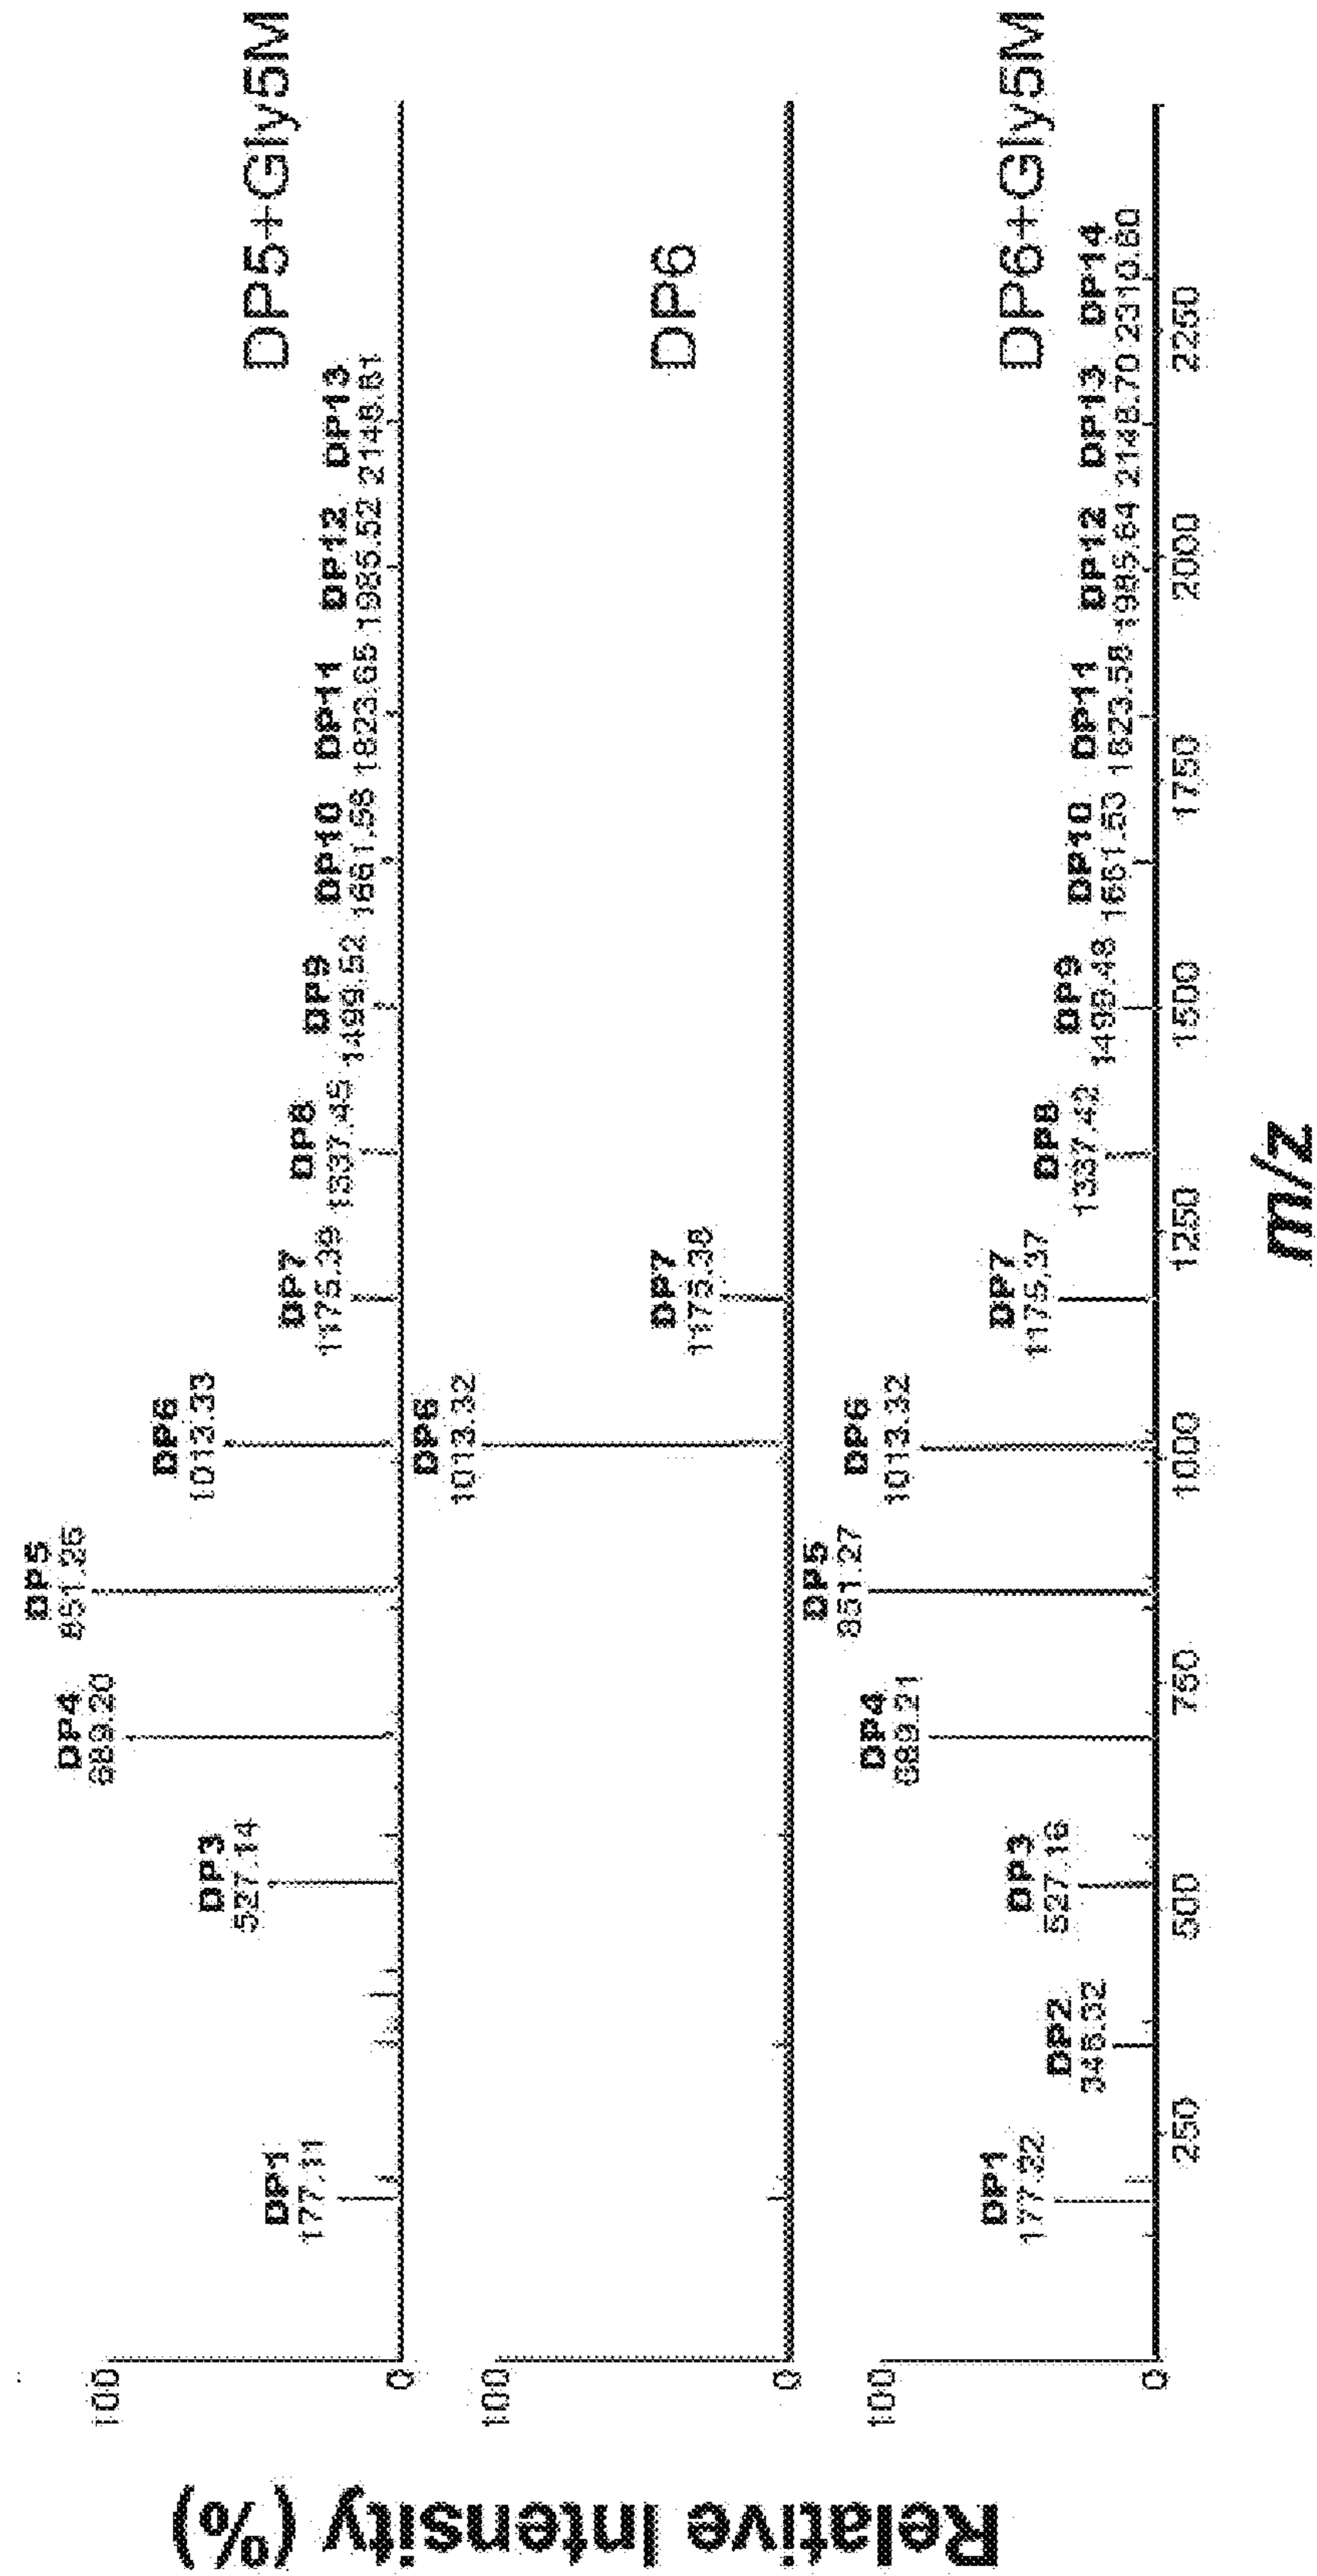 Relative Intensity (%)
DP5+Gly5M
100
0
DP1
177.11
DP3
527.14
DP4
689.20
DP5
851.26
DP6
1013.33
DP7
1175.39
DP8
1337.45
DP9
1499.52
DP10
1661.58
DP11
1823.65
DP12
1985.52
DP13
2148.61
DP6
100
0
DP6
1013.32
DP7
1175.38
DP6+Gly5M
100
0
DP1
177.22
DP2
345.32
DP3
527.16
DP4
689.21
DP5
851.27
DP6
1013.32
DP7
1175.37
DP8
1337.42
DP9
1499.48
DP10
1661.53
DP11
1823.58
DP12
1985.64
DP13
2148.70
DP14
2310.80
250
500
750
1000
1250
1500
1750
2000
2250
m/z